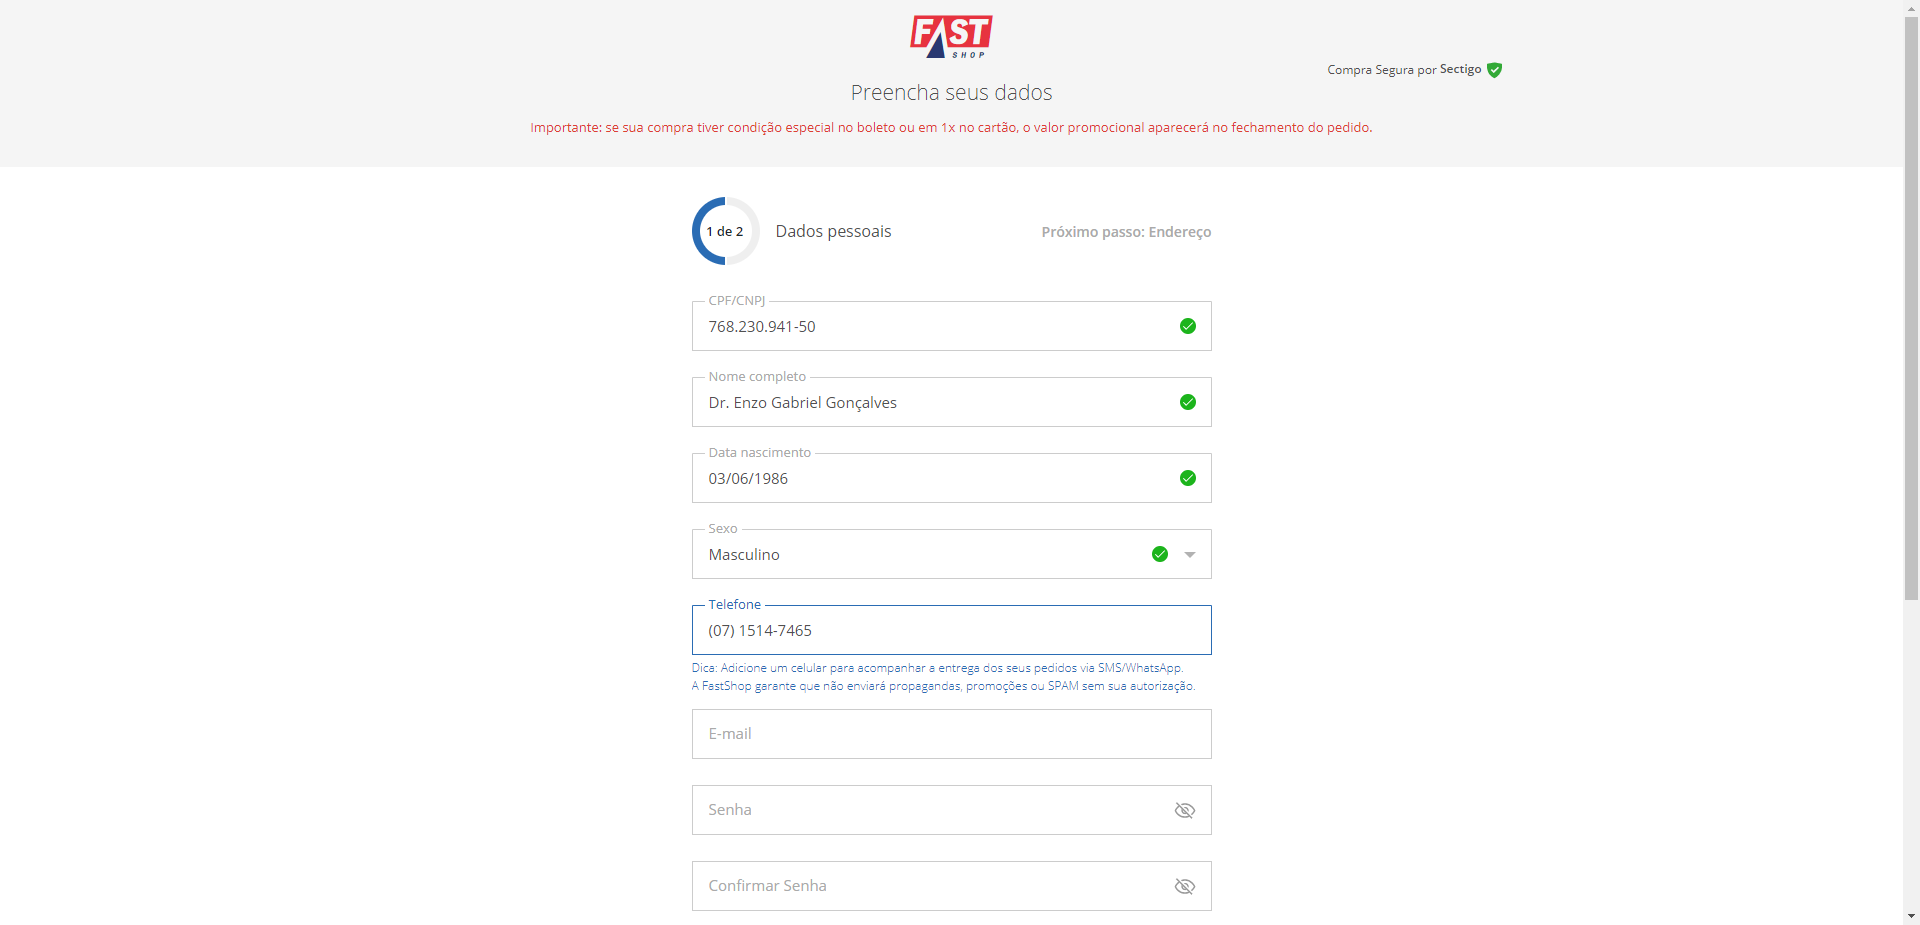 FAST
SHOP
Compra Segura por Sectigo
Preencha seus dados
Importante: se sua compra tiver condição especial no boleto ou em 1x no cartão, o valor promocional aparecerá no fechamento do pedido.
1 de 2
Dados pessoais
Próximo passo: Endereço
CPF/CNPJ
768.230.941-50
Nome completo
Dr. Enzo Gabriel Gonçalves
Data nascimento
03/06/1986
Sexo
Masculino
Telefone
(07) 1514-7465
Dica: Adicione um celular para acompanhar a entrega dos seus pedidos via SMS/WhatsApp.
A FastShop garante que não enviará propagandas, promoções ou SPAM sem sua autorização.
E-mail
Senha
Confirmar Senha